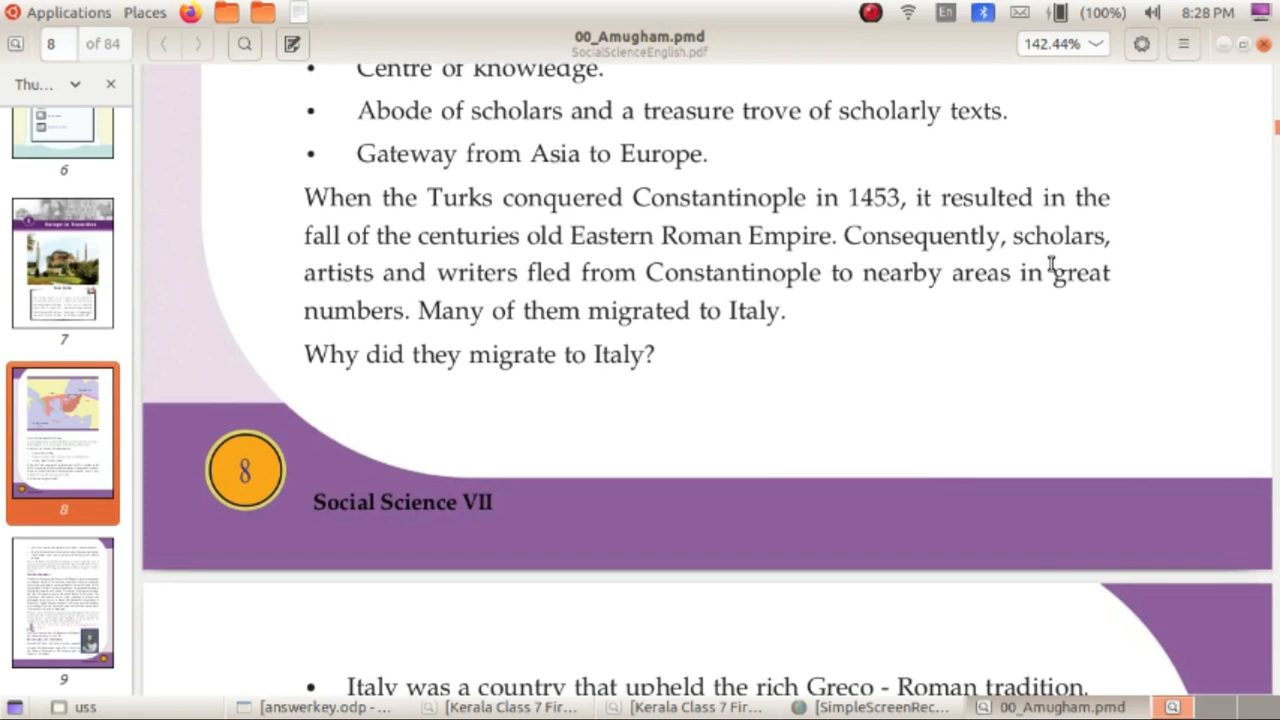 Applications Places En (100%) 8:28 PM
8 of 84 00_Amugham.pmd 142.44%
SocialScienceEnglish.pdf
Thu...
6
7
8
9
Centre of knowledge.
• Abode of scholars and a treasure trove of scholarly texts.
• Gateway from Asia to Europe.
When the Turks conquered Constantinople in 1453, it resulted in the
fall of the centuries old Eastern Roman Empire. Consequently, scholars,
artists and writers fled from Constantinople to nearby areas in great
numbers. Many of them migrated to Italy.
Why did they migrate to Italy?
8
Social Science VII
• Italy was a country that upheld the rich Greco - Roman tradition.
uss [answerkey.odp - ... [Kerala Class 7 Fir... [Kerala Class 7 Fir... [SimpleScreenRec... 00_Amugham.pmd